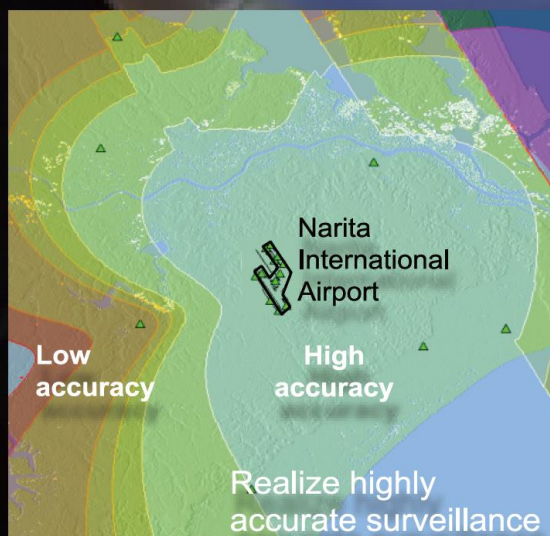 Narita
International
Airport
Low
accuracy
High
accuracy
Realize highly
accurate surveillance